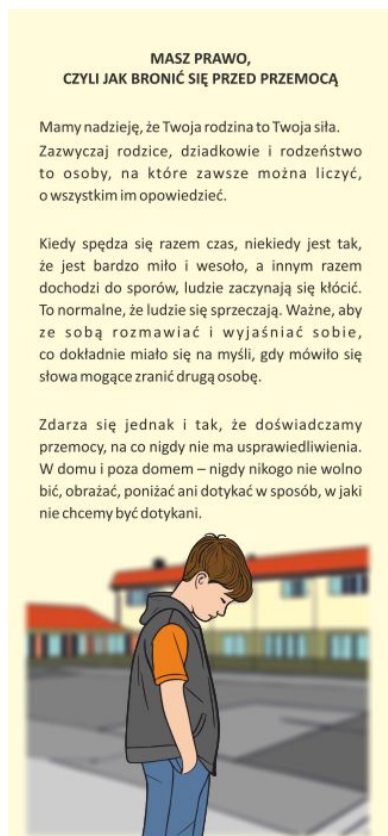 MASZ PRAWO,
CZYLI JAK BRONIĆ SIĘ PRZED PRZEMOCĄ
Mamy nadzieję, że Twoja rodzina to Twoja siła.
Zazwyczaj rodzice, dziadkowie i rodzeństwo
to osoby, na które zawsze można liczyć,
o wszystkim im opowiedzieć.
Kiedy spędza się razem czas, niekiedy jest tak,
że jest bardzo miło i wesoło, a innym razem
dochodzi do sporów, ludzie zaczynają się kłócić.
To normalne, że ludzie się sprzeczają. Ważne, aby
ze sobą rozmawiać i wyjaśniać sobie,
co dokładnie miało się na myśli, gdy mówiło się
słowa mogące zranić drugą osobę.
Zdarza się jednak i tak, że doświadczamy
przemocy, na co nigdy nie ma usprawiedliwienia.
W domu i poza domem – nigdy nikogo nie wolno
bić, obrażać, poniżać ani dotykać w sposób, w jaki
nie chcemy być dotykani.